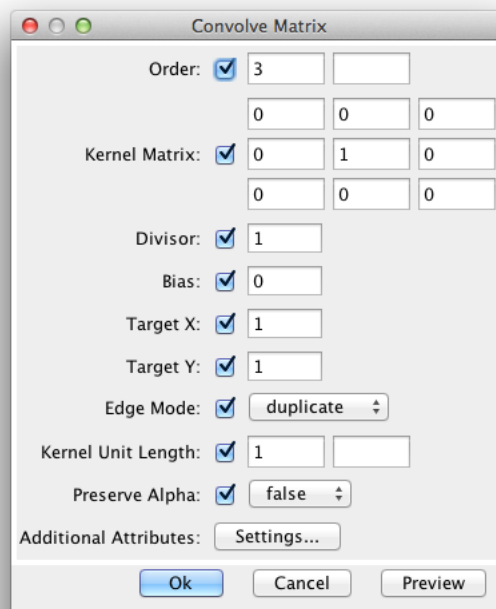 Convolve Matrix
Order: 3
0 0 0
Kernel Matrix: 0 1 0
0 0 0
Divisor: 1
Bias: 0
Target X: 1
Target Y: 1
Edge Mode: duplicate
Kernel Unit Length: 1
Preserve Alpha: false
Additional Attributes: Settings...
Ok Cancel Preview